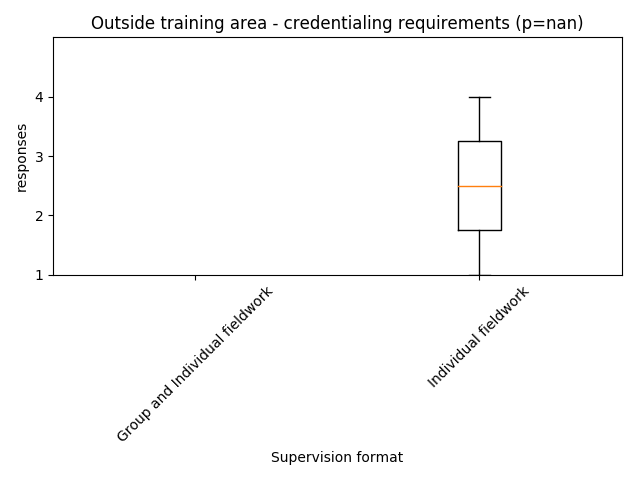 Outside training area - credentialing requirements (p=nan)
responses
4
3
2
1
Group and Individual fieldwork
Individual fieldwork
Supervision format